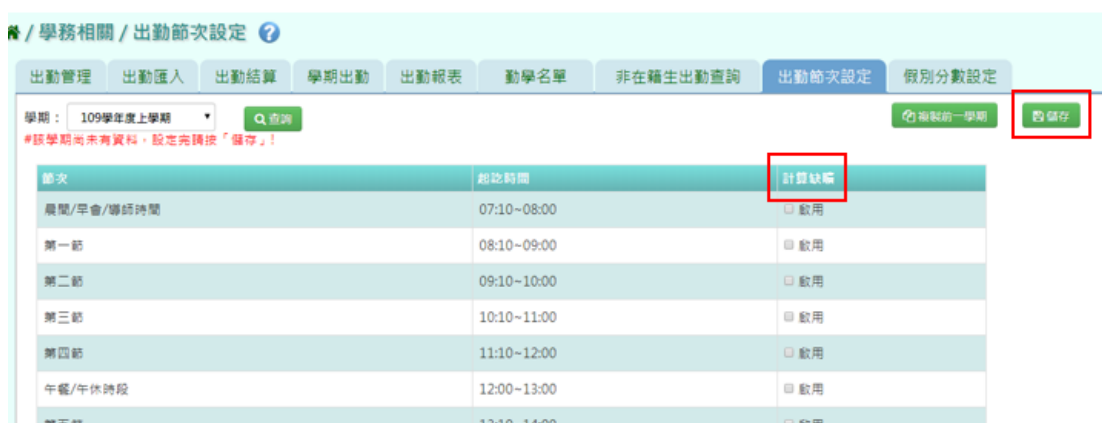 / 學務相關 / 出勤節次設定 ?
出勤管理 出勤匯入 出勤結算 學期出勤 出勤報表 勤學名單 非在籍生出勤查詢 出勤節次設定 假別分數設定
學期： 109學年度上學期 查詢 複製前一學期 儲存
#該學期尚未有資料，設定完請按「儲存」!
節次 起訖時間 計算缺曠
晨間/早會/導師時間 07:10~08:00 啟用
第一節 08:10~09:00 啟用
第二節 09:10~10:00 啟用
第三節 10:10~11:00 啟用
第四節 11:10~12:00 啟用
午餐/午休時段 12:00~13:00 啟用